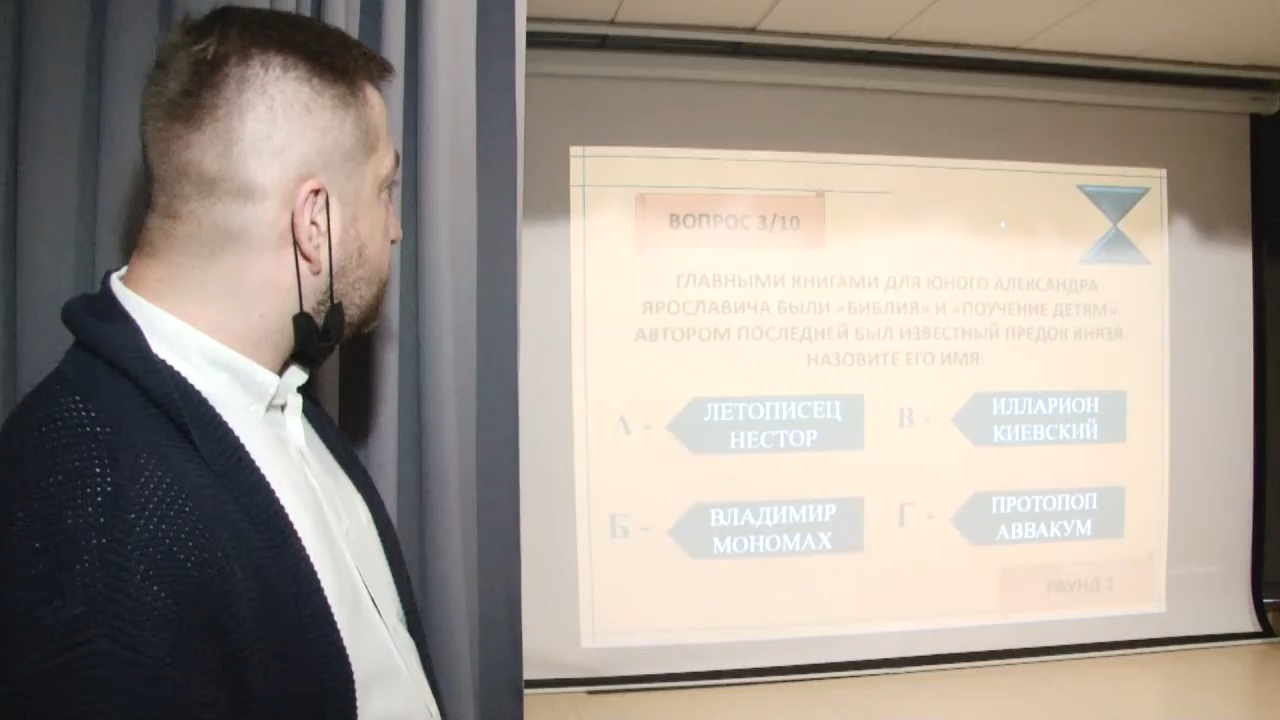 ВОПРОС 3/10
ГЛАВНЫМИ КНИГАМИ ДЛЯ ЮНОГО АЛЕКСАНДРА
ЯРОСЛАВИЧА БЫЛИ «БИБЛИЯ» И «ПОУЧЕНИЕ ДЕТЯМ».
АВТОРОМ ПОСЛЕДНЕЙ БЫЛ ИЗВЕСТНЫЙ ПРЕДОК КНЯЗЯ.
НАЗОВИТЕ ЕГО ИМЯ:
А - ЛЕТОПИСЕЦ
НЕСТОР
В - ИЛЛАРИОН
КИЕВСКИЙ
Б - ВЛАДИМИР
МОНОМАХ
Г - ПРОТОПОП
АВВАКУМ
РАУНД